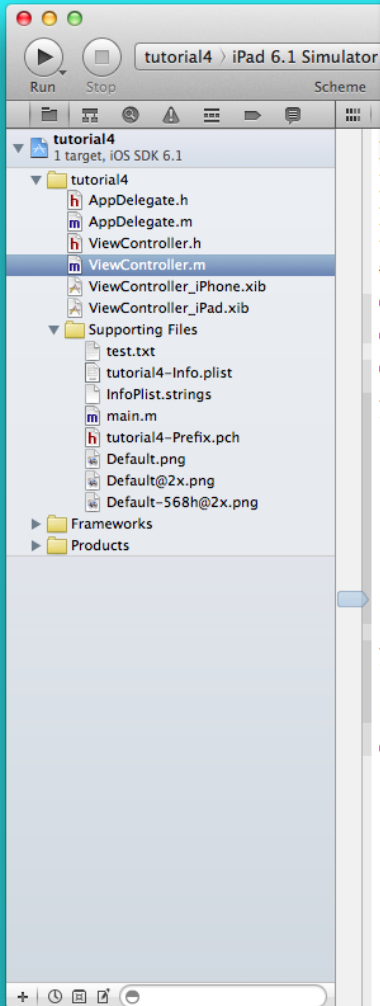 tutorial4 〉 iPad 6.1 Simulator
Run Stop Scheme
tutorial4
1 target, iOS SDK 6.1
tutorial4
h AppDelegate.h
m AppDelegate.m
h ViewController.h
m ViewController.m
ViewController_iPhone.xib
ViewController_iPad.xib
Supporting Files
test.txt
tutorial4-Info.plist
InfoPlist.strings
m main.m
h tutorial4-Prefix.pch
Default.png
Default@2x.png
Default-568h@2x.png
Frameworks
Products